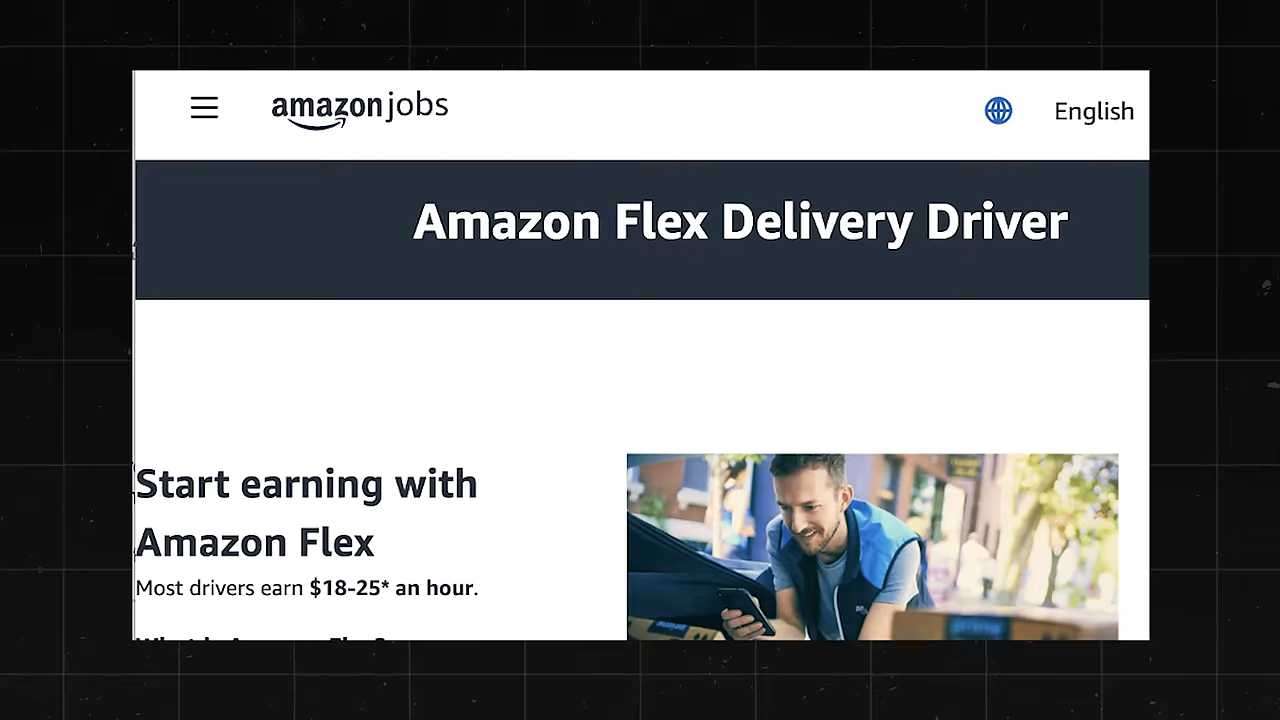 amazon jobs
English
Amazon Flex Delivery Driver
Start earning with
Amazon Flex
Most drivers earn $18-25* an hour.